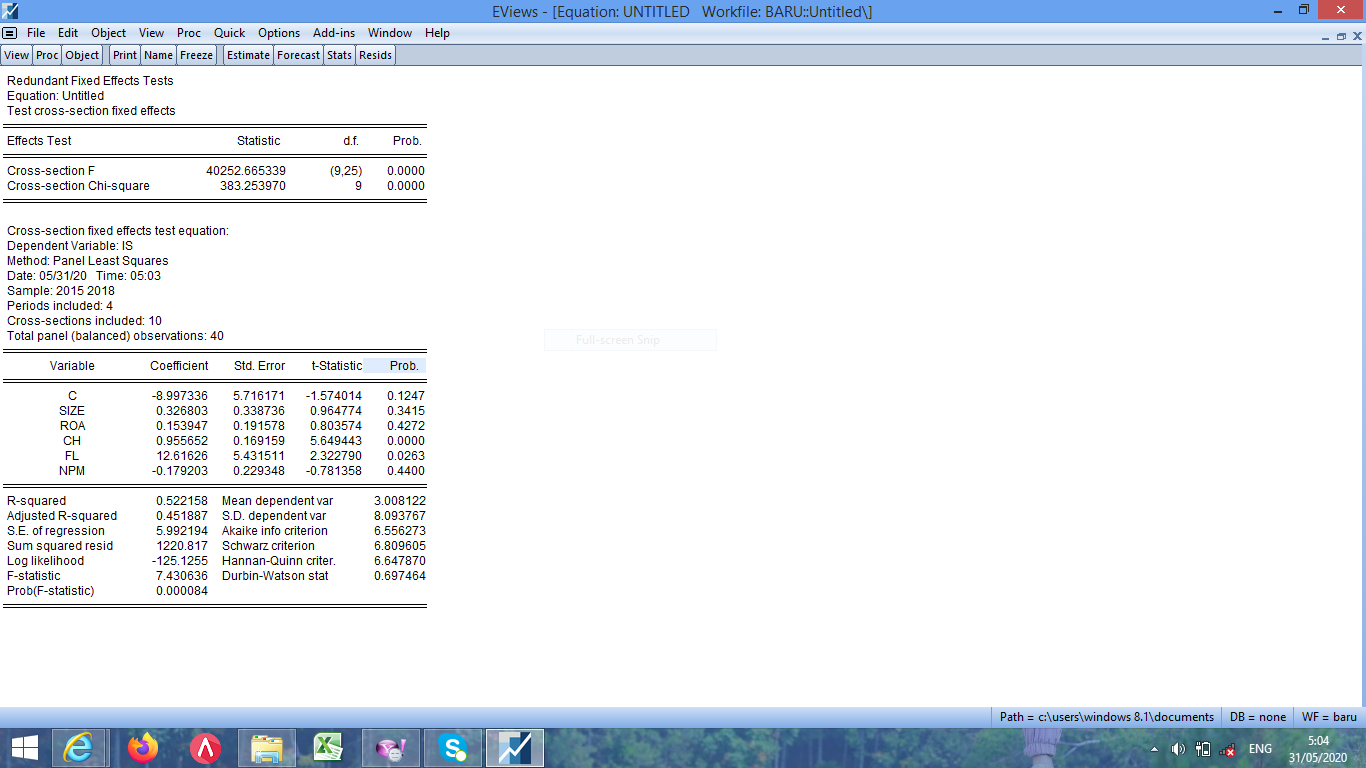 EViews - [Equation: UNTITLED Workfile: BARU::Untitled\]
File Edit Object View Proc Quick Options Add-ins Window Help
View Proc Object Print Name Freeze Estimate Forecast Stats Resids
Redundant Fixed Effects Tests
Equation: Untitled
Test cross-section fixed effects
Effects Test Statistic d.f. Prob.
Cross-section F 40252.665339 (9,25) 0.0000
Cross-section Chi-square 383.253970 9 0.0000
Cross-section fixed effects test equation:
Dependent Variable: IS
Method: Panel Least Squares
Date: 05/31/20 Time: 05:03
Sample: 2015 2018
Periods included: 4
Cross-sections included: 10
Total panel (balanced) observations: 40
Full-screen Snip
Variable Coefficient Std. Error t-Statistic Prob.
C -8.997336 5.716171 -1.574014 0.1247
SIZE 0.326803 0.338736 0.964774 0.3415
ROA 0.153947 0.191578 0.803574 0.4272
CH 0.955652 0.169159 5.649443 0.0000
FL 12.61626 5.431511 2.322790 0.0263
NPM -0.179203 0.229348 -0.781358 0.4400
R-squared 0.522158 Mean dependent var 3.008122
Adjusted R-squared 0.451887 S.D. dependent var 8.093767
S.E. of regression 5.992194 Akaike info criterion 6.556273
Sum squared resid 1220.817 Schwarz criterion 6.809605
Log likelihood -125.1255 Hannan-Quinn criter. 6.647870
F-statistic 7.430636 Durbin-Watson stat 0.697464
Prob(F-statistic) 0.000084
Path = c:\users\windows 8.1\documents DB = none WF = baru
ENG
5:04
31/05/2020